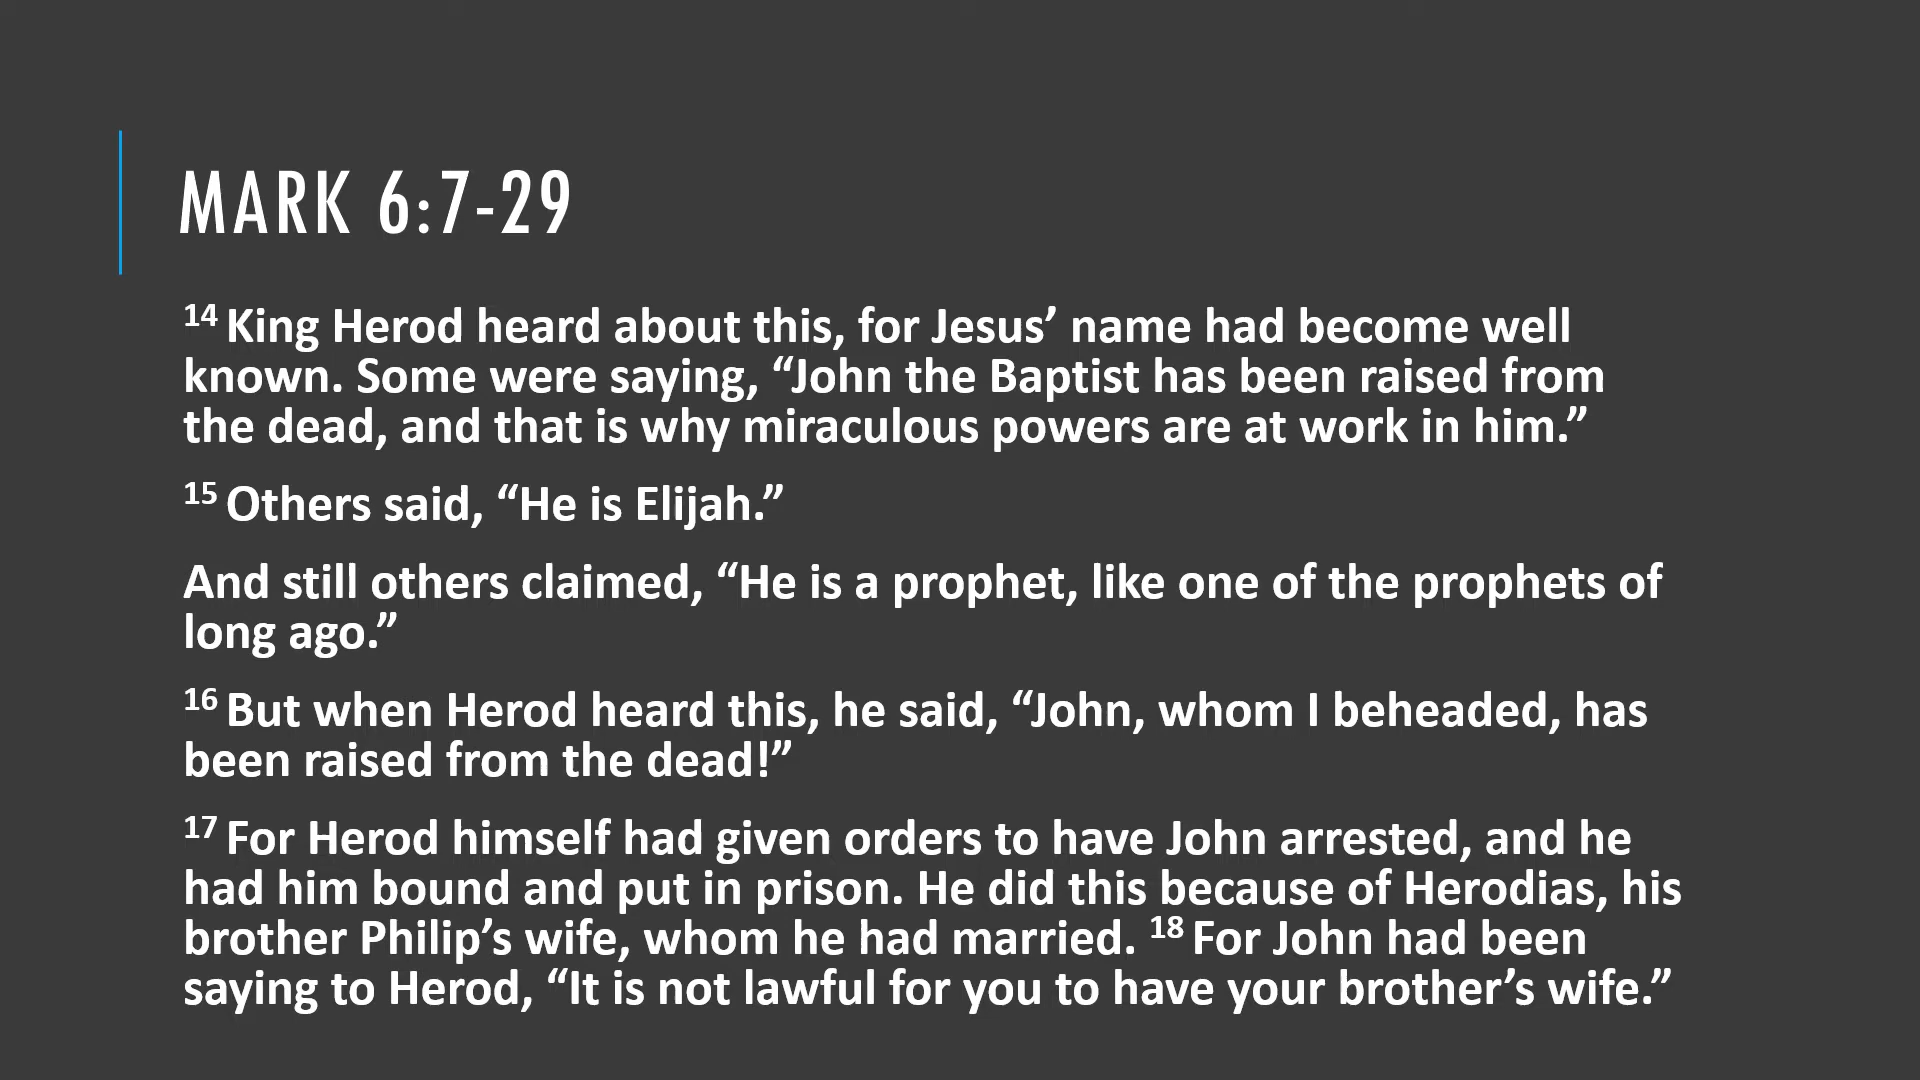 MARK 6:7-29
14 King Herod heard about this, for Jesus’ name had become well
known. Some were saying, “John the Baptist has been raised from
the dead, and that is why miraculous powers are at work in him.”
15 Others said, “He is Elijah.”
And still others claimed, “He is a prophet, like one of the prophets of
long ago.”
16 But when Herod heard this, he said, “John, whom I beheaded, has
been raised from the dead!”
17 For Herod himself had given orders to have John arrested, and he
had him bound and put in prison. He did this because of Herodias, his
brother Philip’s wife, whom he had married. 18 For John had been
saying to Herod, “It is not lawful for you to have your brother’s wife.”